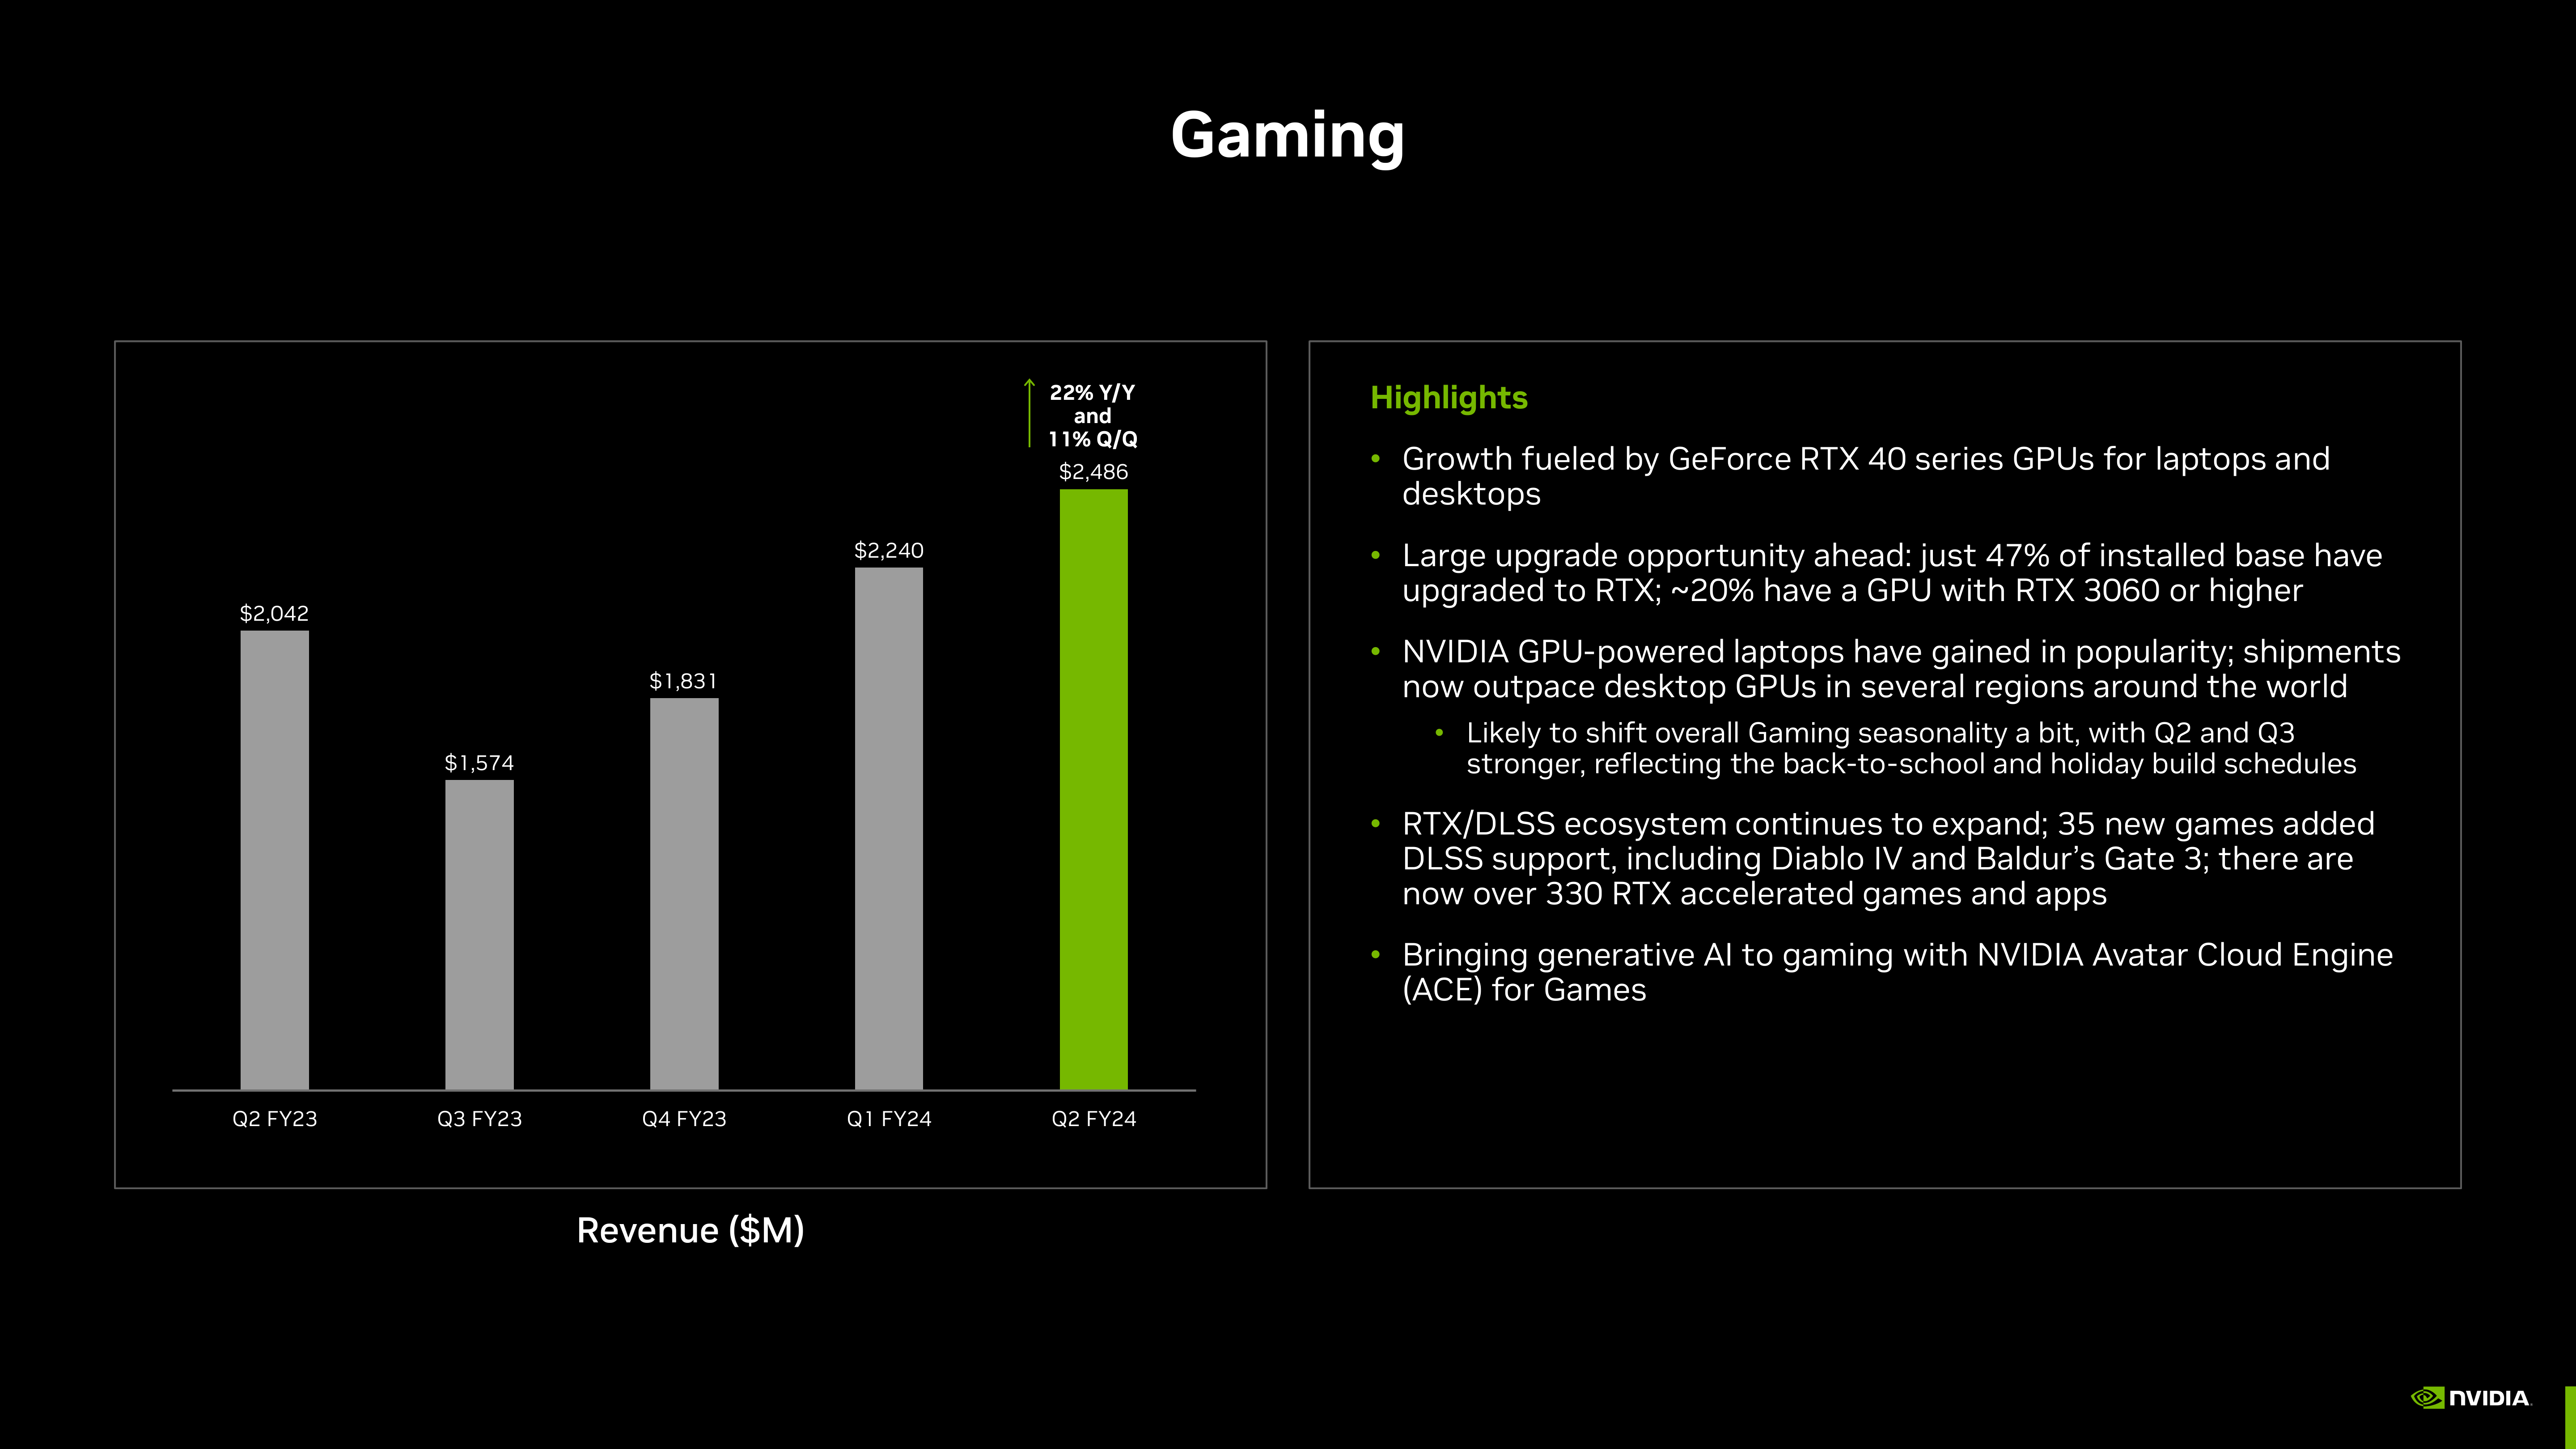 Gaming
22% Y/Y
and
11% Q/Q
$2,486
$2,240
$2,042
$1,831
$1,574
Q2 FY23
Q3 FY23
Q4 FY23
Q1 FY24
Q2 FY24
Revenue ($M)
Highlights
• Growth fueled by GeForce RTX 40 series GPUs for laptops and
desktops
• Large upgrade opportunity ahead: just 47% of installed base have
upgraded to RTX; ~20% have a GPU with RTX 3060 or higher
• NVIDIA GPU-powered laptops have gained in popularity; shipments
now outpace desktop GPUs in several regions around the world
• Likely to shift overall Gaming seasonality a bit, with Q2 and Q3
stronger, reflecting the back-to-school and holiday build schedules
• RTX/DLSS ecosystem continues to expand; 35 new games added
DLSS support, including Diablo IV and Baldur’s Gate 3; there are
now over 330 RTX accelerated games and apps
• Bringing generative AI to gaming with NVIDIA Avatar Cloud Engine
(ACE) for Games
NVIDIA.